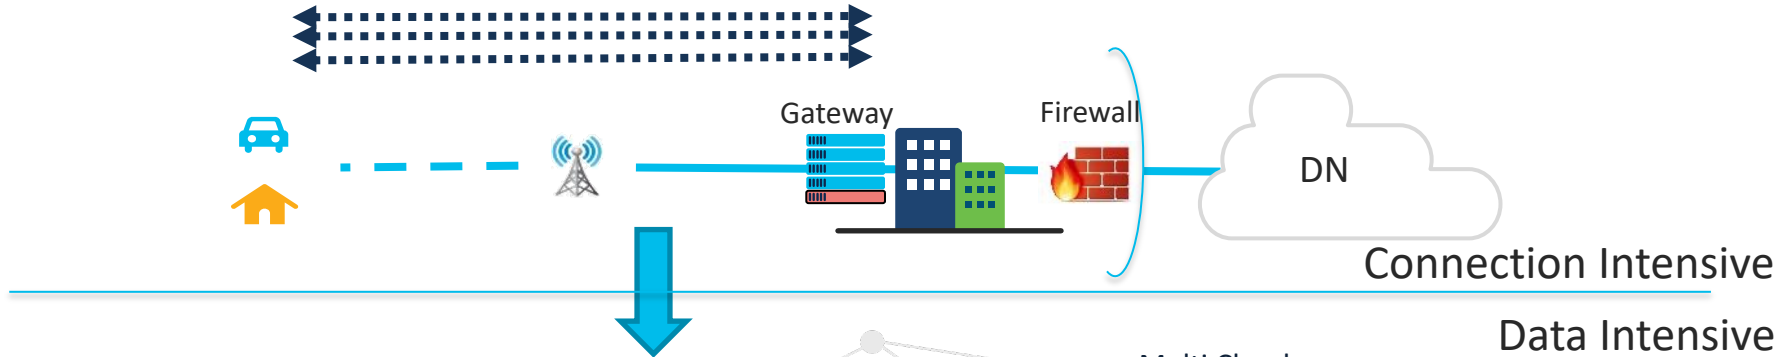 Gateway
Firewall
DN
Connection Intensive
Data Intensive